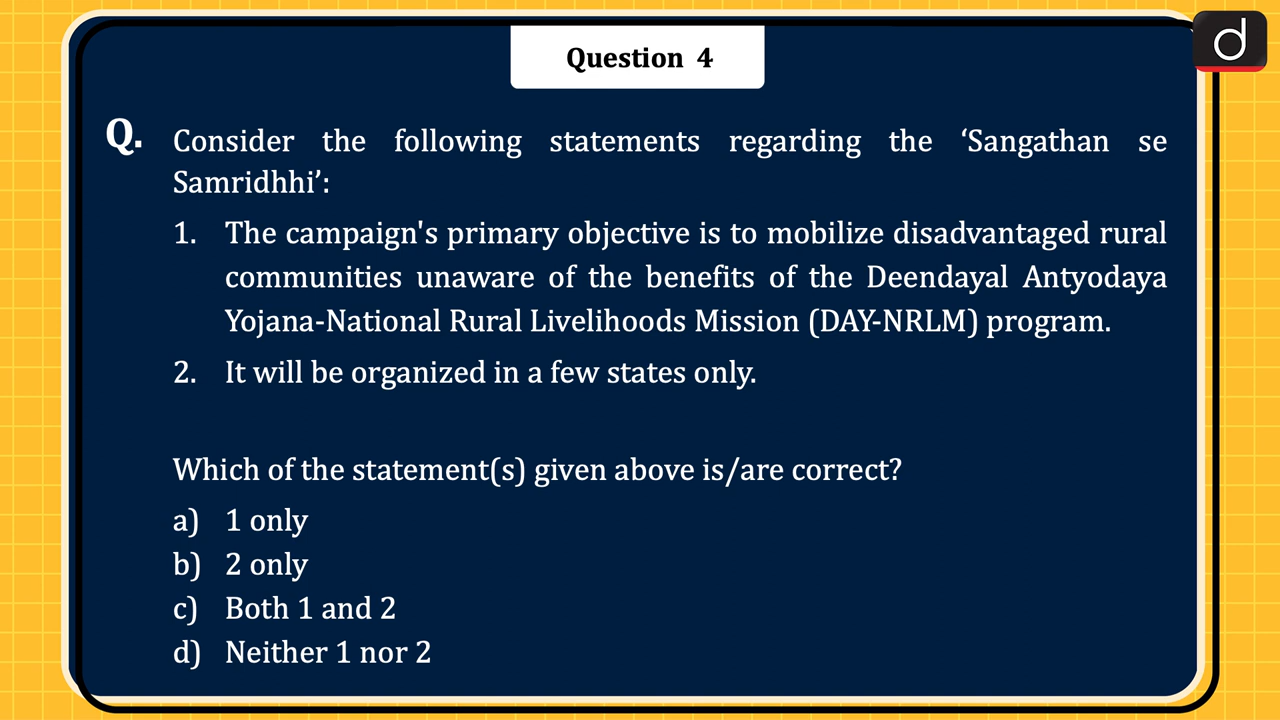 Question 4
d
Q. Consider the following statements regarding the ‘Sangathan se
Samridhhi’:
1. The campaign's primary objective is to mobilize disadvantaged rural
communities unaware of the benefits of the Deendayal Antyodaya
Yojana-National Rural Livelihoods Mission (DAY-NRLM) program.
2. It will be organized in a few states only.
Which of the statement(s) given above is/are correct?
a) 1 only
b) 2 only
c) Both 1 and 2
d) Neither 1 nor 2